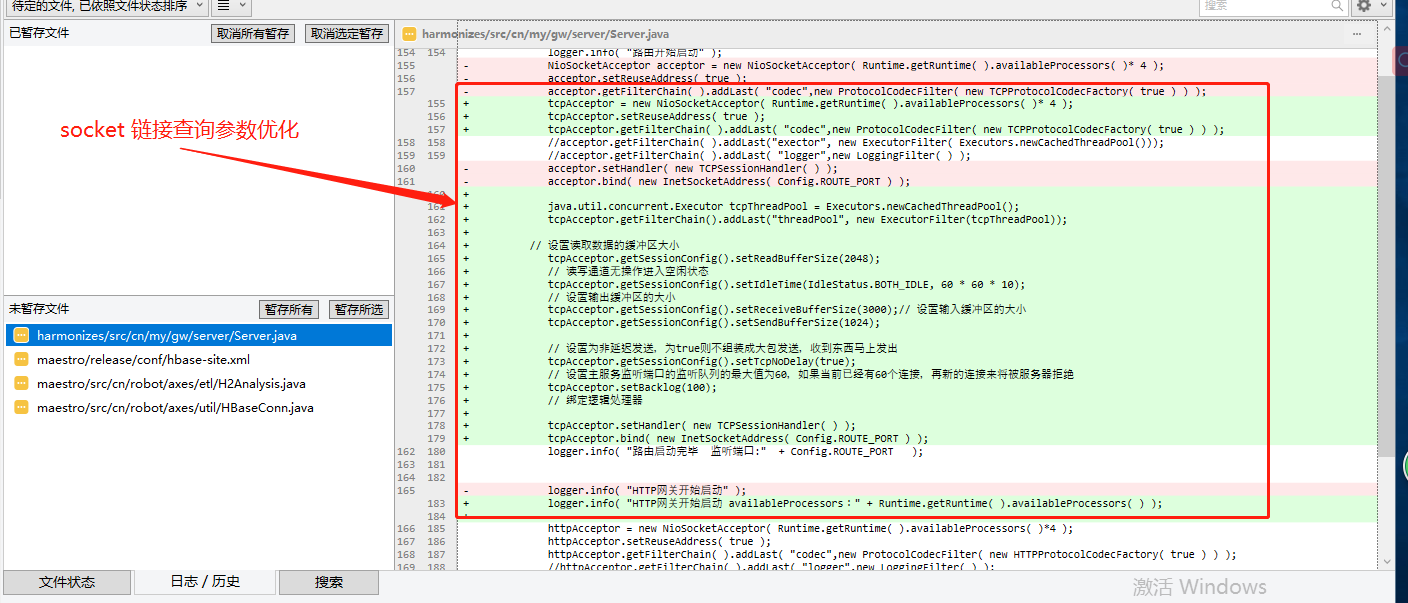 待定的文件, 已依照文件状态排序
搜索
已暂存文件
取消所有暂存
取消选定暂存
harmonizes/src/cn/my/gw/server/Server.java
154 154 logger.info( "路由开始启动" );
155 - NioSocketAcceptor acceptor = new NioSocketAcceptor( Runtime.getRuntime( ).availableProcessors( )* 4 );
156 - acceptor.setReuseAddress( true );
157 - acceptor.getFilterChain( ).addLast( "codec",new ProtocolCodecFilter( new TCPProtocolCodecFactory( true ) ) );
155 + tcpAcceptor = new NioSocketAcceptor( Runtime.getRuntime( ).availableProcessors( )* 4 );
156 + tcpAcceptor.setReuseAddress( true );
157 + tcpAcceptor.getFilterChain( ).addLast( "codec",new ProtocolCodecFilter( new TCPProtocolCodecFactory( true ) ) );
158 158 //acceptor.getFilterChain( ).addLast("exector", new ExecutorFilter( Executors.newCachedThreadPool()));
159 159 //acceptor.getFilterChain( ).addLast( "logger",new LoggingFilter( ) );
160 - acceptor.setHandler( new TCPSessionHandler( ) );
161 - acceptor.bind( new InetSocketAddress( Config.ROUTE_PORT ) );
160 +
161 + java.util.concurrent.Executor tcpThreadPool = Executors.newCachedThreadPool();
162 + tcpAcceptor.getFilterChain().addLast("threadPool", new ExecutorFilter(tcpThreadPool));
163 +
164 + // 设置读取数据的缓冲区大小
165 + tcpAcceptor.getSessionConfig().setReadBufferSize(2048);
166 + // 读写通道无操作进入空闲状态
167 + tcpAcceptor.getSessionConfig().setIdleTime(IdleStatus.BOTH_IDLE, 60 * 60 * 10);
168 + // 设置输出缓冲区的大小
169 + tcpAcceptor.getSessionConfig().setReceiveBufferSize(3000);// 设置输入缓冲区的大小
170 + tcpAcceptor.getSessionConfig().setSendBufferSize(1024);
171 +
172 + // 设置为非延迟发送, 为true则不组装成大包发送, 收到东西马上发出
173 + tcpAcceptor.getSessionConfig().setTcpNoDelay(true);
174 + // 设置主服务监听端口的监听队列的最大值为60, 如果当前已经有60个连接, 再新的连接来将被服务器拒绝
175 + tcpAcceptor.setBacklog(100);
176 + // 绑定逻辑处理器
177 +
178 + tcpAcceptor.setHandler( new TCPSessionHandler( ) );
179 + tcpAcceptor.bind( new InetSocketAddress( Config.ROUTE_PORT ) );
162 180 logger.info( "路由启动完毕 监听端口:" + Config.ROUTE_PORT );
163 181
164 182
165 - logger.info( "HTTP网关开始启动" );
183 + logger.info( "HTTP网关开始启动 availableProcessors：" + Runtime.getRuntime( ).availableProcessors( ) );
184 +
166 185 httpAcceptor = new NioSocketAcceptor( Runtime.getRuntime( ).availableProcessors( )*4 );
167 186 httpAcceptor.setReuseAddress( true );
168 187 httpAcceptor.getFilterChain( ).addLast( "codec",new ProtocolCodecFilter( new HTTPProtocolCodecFactory( true ) ) );
169 188 //httpAcceptor.getFilterChain( ).addLast( "logger",new LoggingFilter( ) );
socket 链接查询参数优化
未暂存文件
暂存所有
暂存所选
harmonizes/src/cn/my/gw/server/Server.java
maestro/release/conf/hbase-site.xml
maestro/src/cn/robot/axes/etl/H2Analysis.java
maestro/src/cn/robot/axes/util/HBaseConn.java
文件状态
日志 / 历史
搜索
激活 Windows